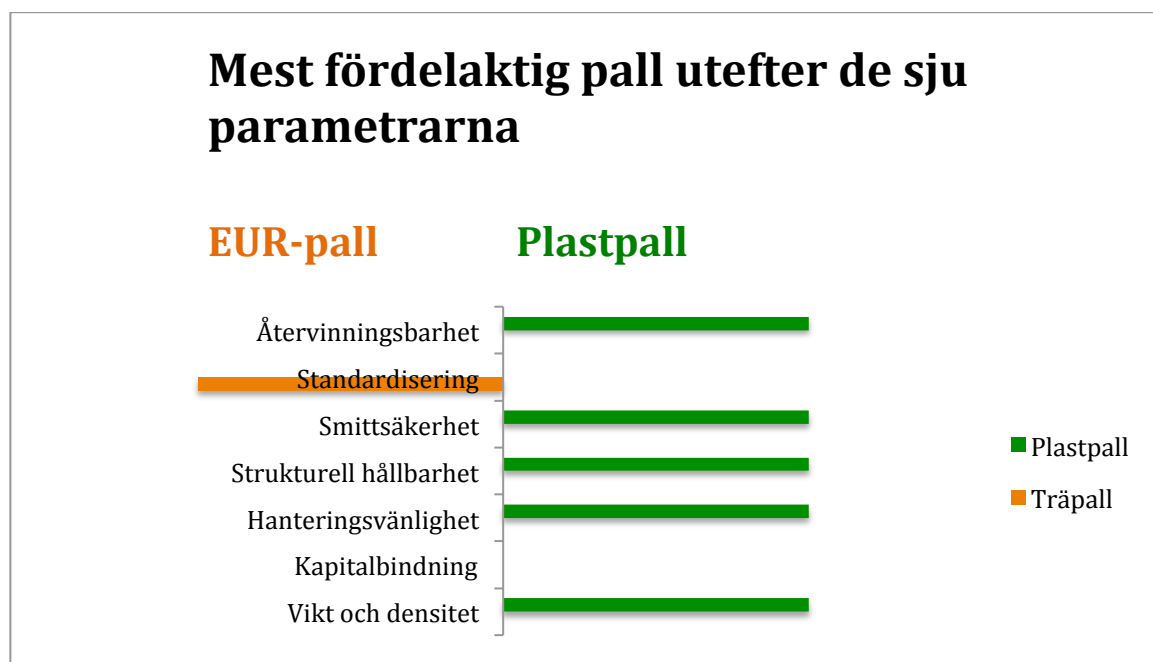 Mest fördelaktig pall utefter de sju
parametrarna
EUR-pall
Plastpall
Återvinningsbarhet
Standardisering
Smittsäkerhet
Strukturell hållbarhet
Hanteringsvänlighet
Kapitalbindning
Vikt och densitet
Plastpall
Träpall